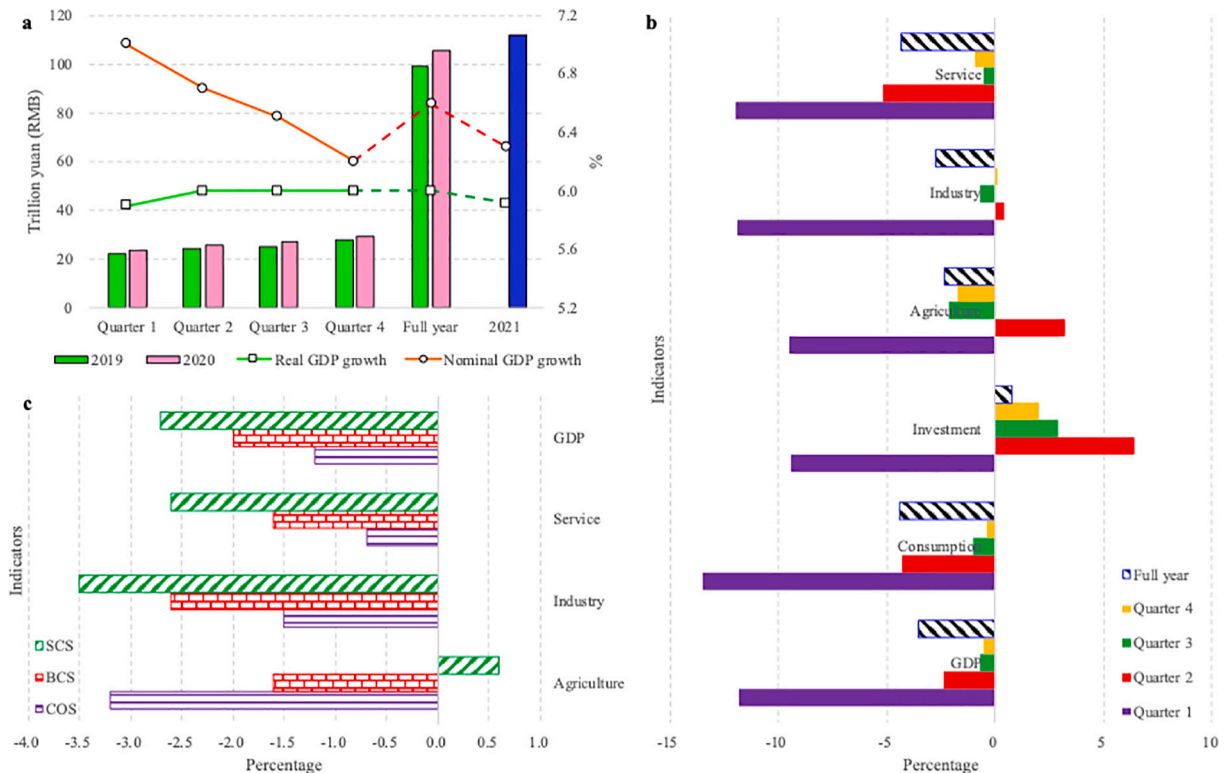 a
120
100
80
60
40
20
0
Trillion yuan (RMB)
7.2
6.8
6.4
6.0
5.6
5.2
%
Quarter 1 Quarter 2 Quarter 3 Quarter 4 Full year 2021
2019 2020 Real GDP growth Nominal GDP growth
b
Indicators
Service
Industry
Agriculture
Investment
Consumption
GDP
Full year
Quarter 4
Quarter 3
Quarter 2
Quarter 1
-15 -10 -5 0 5 10
Percentage
c
Indicators
GDP
Service
Industry
Agriculture
SCS
BCS
COS
-4.0 -3.5 -3.0 -2.5 -2.0 -1.5 -1.0 -0.5 0.0 0.5 1.0
Percentage